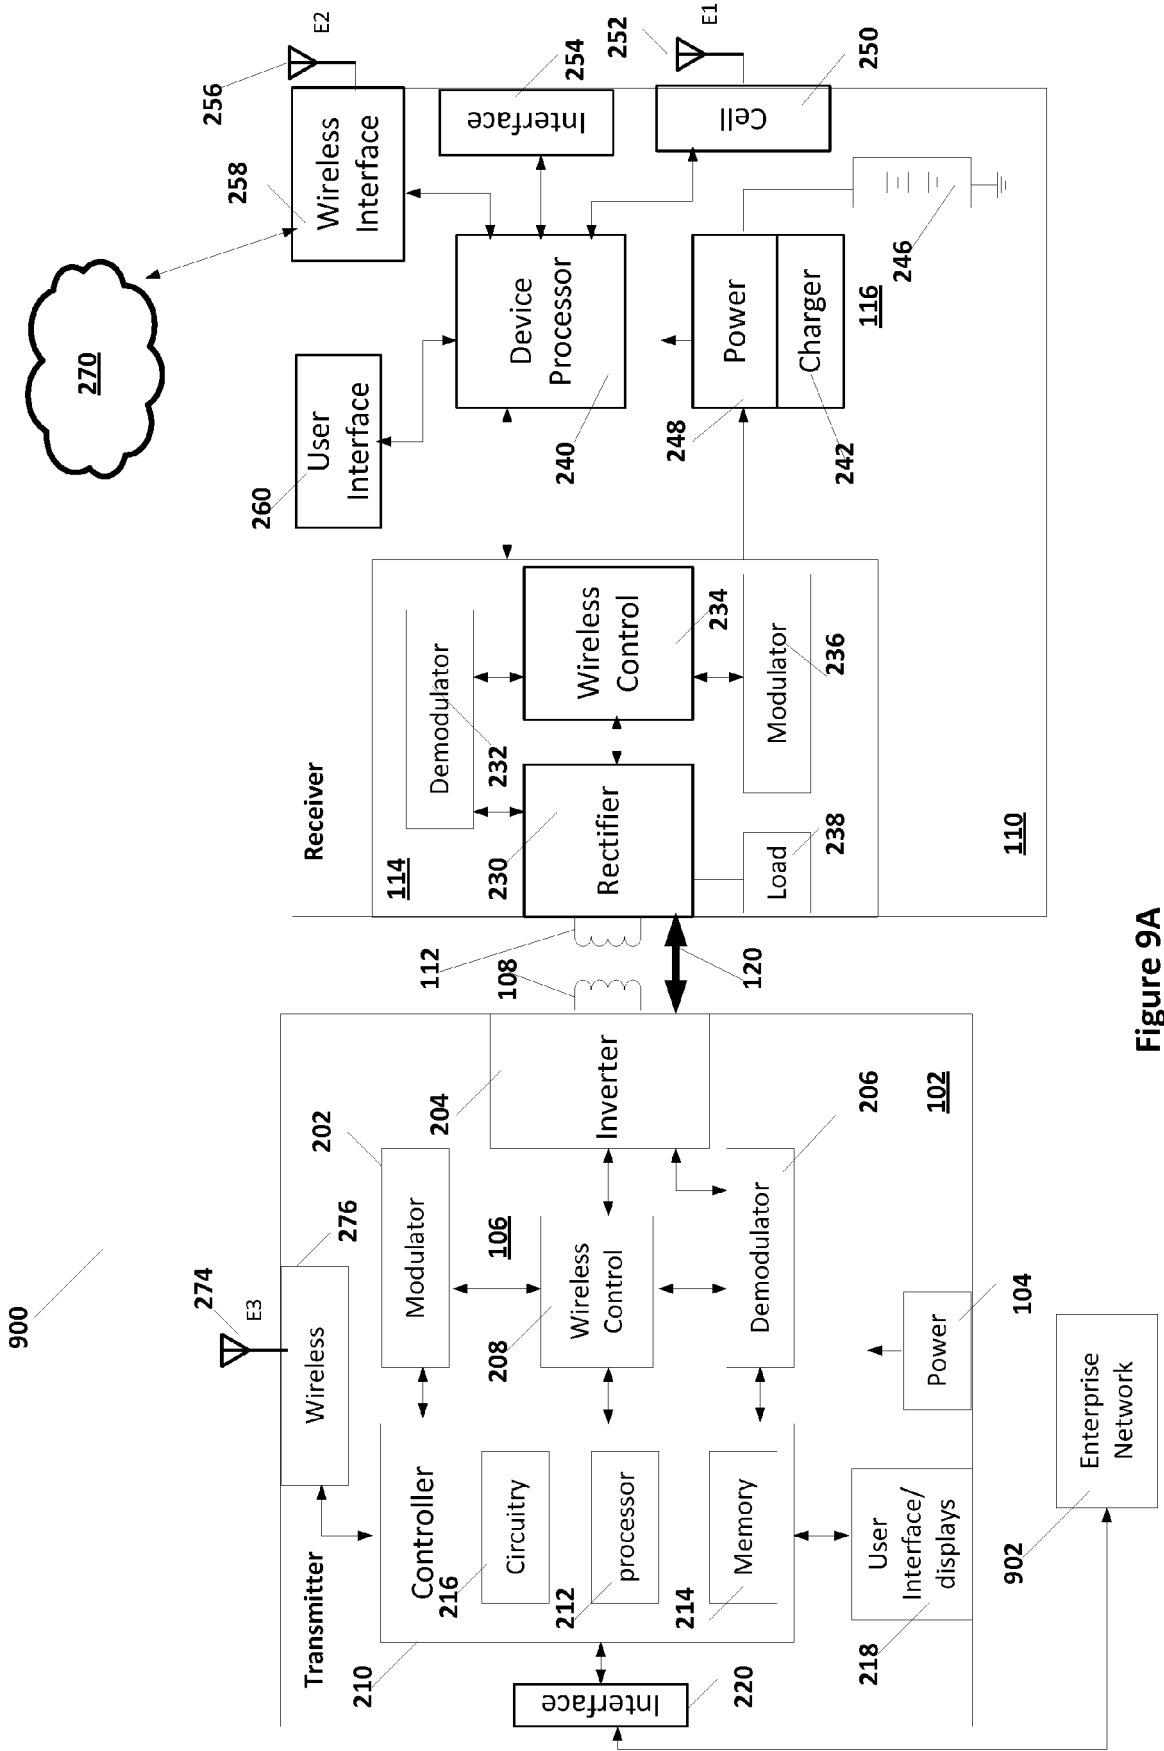 900
270
Transmitter
274
E3
Wireless
276
Controller
210
216
Circuitry
212
processor
214
Memory
Interface
220
User
Interface/
displays
218
Modulator
202
106
208
Wireless
Control
Demodulator
206
204
Inverter
Power
104
102
Enterprise
Network
902
108
112
120
Receiver
114
Demodulator
232
230
Rectifier
Wireless
Control
234
Modulator
236
Load
238
110
User
Interface
260
Wireless
Interface
258
256
E2
Interface
254
252
E1
Cell
250
Device
Processor
240
Power
248
Charger
242
116
246
Figure 9A